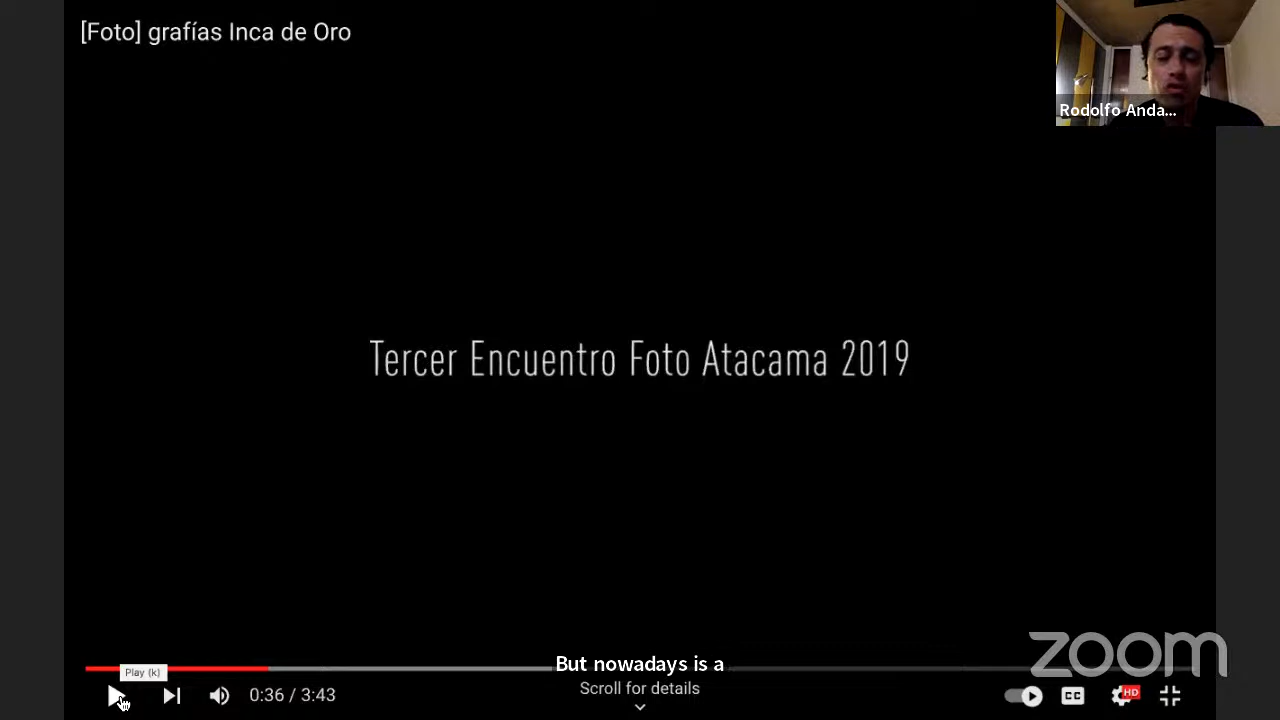 [Foto] grafías Inca de Oro
Rodolfo Anda...
Tercer Encuentro Foto Atacama 2019
But nowadays is a
Play (k)
Scroll for details
0:36 / 3:43
CC
HD
zoom